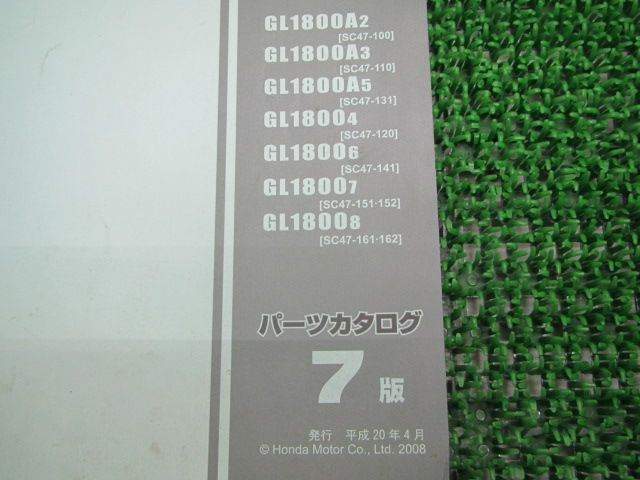 GL1800A2
[SC47-100]
GL1800A3
[SC47-110]
GL1800A5
[SC47-131]
GL18004
[SC47-120]
GL18006
[SC47-141]
GL18007
[SC47-151·152]
GL18008
[SC47-161·162]
パーツカタログ
7版
発行 平成20年4月
© Honda Motor Co., Ltd. 2008